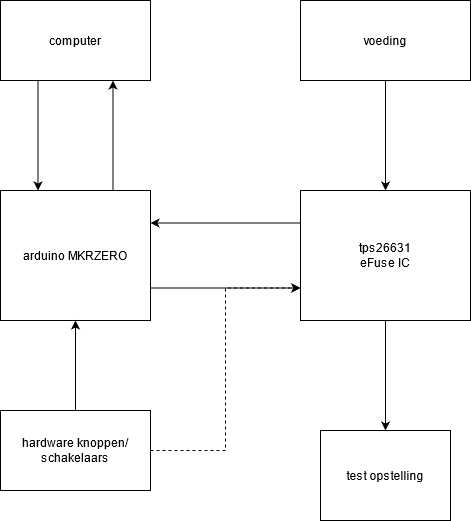 computer
voeding
arduino MKRZERO
tps26631
eFuse IC
hardware knoppen/
schakelaars
test opstelling